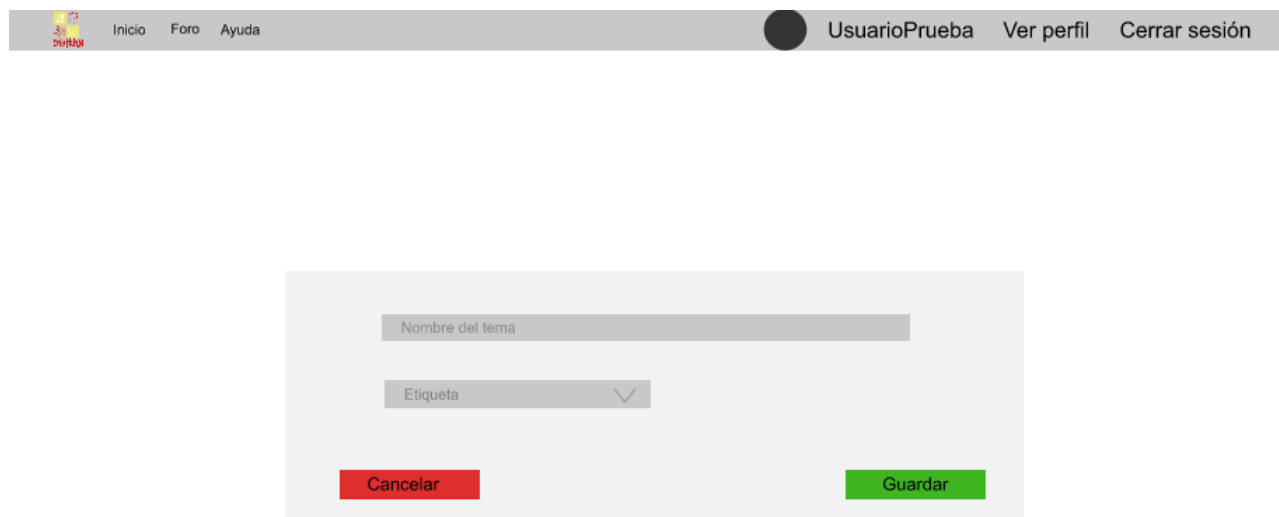 Inicio Foro Ayuda UsuarioPrueba Ver perfil Cerrar sesión
Nombre del tema
Etiqueta
Cancelar Guardar